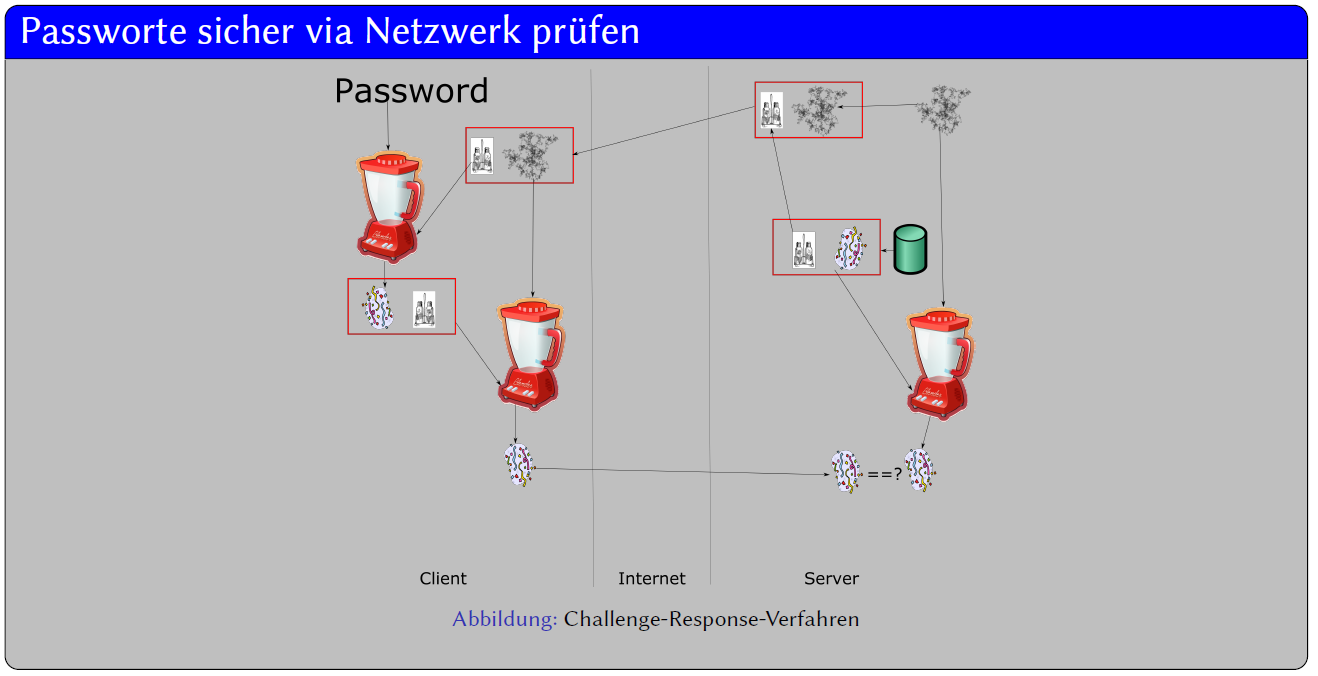 Passworte sicher via Netzwerk prüfen
Password
==?
Client
Internet
Server
Abbildung: Challenge-Response-Verfahren